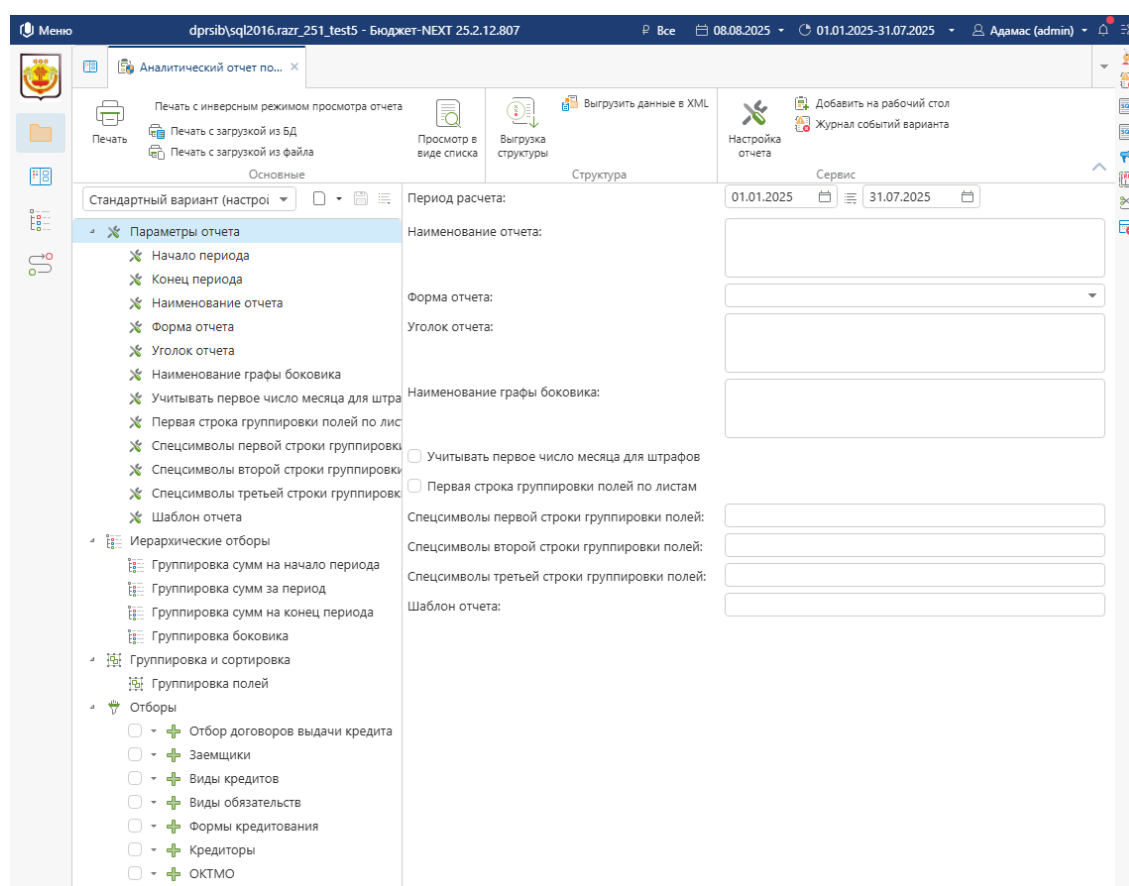 Меню dprsib\sql2016.razr_251_test5 - Бюджет-NEXT 25.2.12.807 ₽ Все 08.08.2025 01.01.2025-31.07.2025 Адамас (admin)
Аналитический отчет по...
Печать
Печать с инверсным режимом просмотра отчета
Печать с загрузкой из БД
Печать с загрузкой из файла
Просмотр в
виде списка
Основные
Выгрузка
структуры
Выгрузить данные в XML
Структура
Настройка
отчета
Добавить на рабочий стол
Журнал событий варианта
Сервис
Стандартный вариант (настрої
Параметры отчета
Начало периода
Конец периода
Наименование отчета
Форма отчета
Уголок отчета
Наименование графы боковика
Учитывать первое число месяца для штра
Первая строка группировки полей по лис
Спецсимволы первой строки группировки
Спецсимволы второй строки группировки
Спецсимволы третьей строки группировк
Шаблон отчета
Иерархические отборы
Группировка сумм на начало периода
Группировка сумм за период
Группировка сумм на конец периода
Группировка боковика
Группировка и сортировка
Группировка полей
Отборы
Отбор договоров выдачи кредита
Заемщики
Виды кредитов
Виды обязательств
Формы кредитования
Кредиторы
ОКТМО
Период расчета: 01.01.2025 31.07.2025
Наименование отчета:
Форма отчета:
Уголок отчета:
Наименование графы боковика:
Учитывать первое число месяца для штрафов
Первая строка группировки полей по листам
Спецсимволы первой строки группировки полей:
Спецсимволы второй строки группировки полей:
Спецсимволы третьей строки группировки полей:
Шаблон отчета: